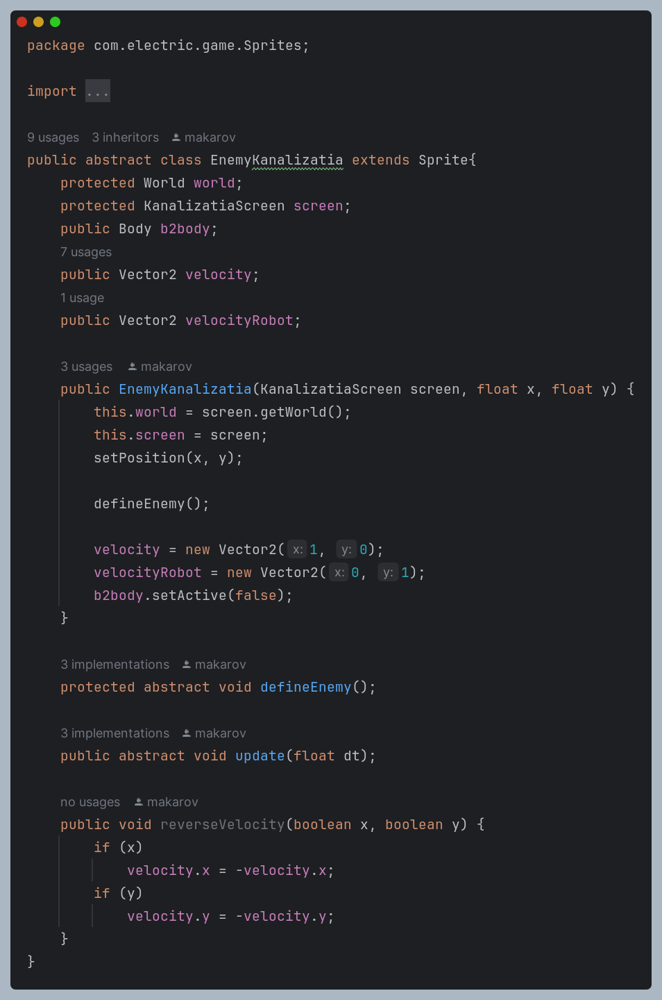 package com.electric.game.Sprites;
import ...
9 usages 3 inheritors makarov
public abstract class EnemyKanalizatia extends Sprite{
protected World world;
protected KanalizatiaScreen screen;
public Body b2body;
7 usages
public Vector2 velocity;
1 usage
public Vector2 velocityRobot;
3 usages makarov
public EnemyKanalizatia(KanalizatiaScreen screen, float x, float y) {
this.world = screen.getWorld();
this.screen = screen;
setPosition(x, y);
defineEnemy();
velocity = new Vector2( x: 1, y: 0);
velocityRobot = new Vector2( x: 0, y: 1);
b2body.setActive(false);
}
3 implementations makarov
protected abstract void defineEnemy();
3 implementations makarov
public abstract void update(float dt);
no usages makarov
public void reverseVelocity(boolean x, boolean y) {
if (x)
velocity.x = -velocity.x;
if (y)
velocity.y = -velocity.y;
}
}